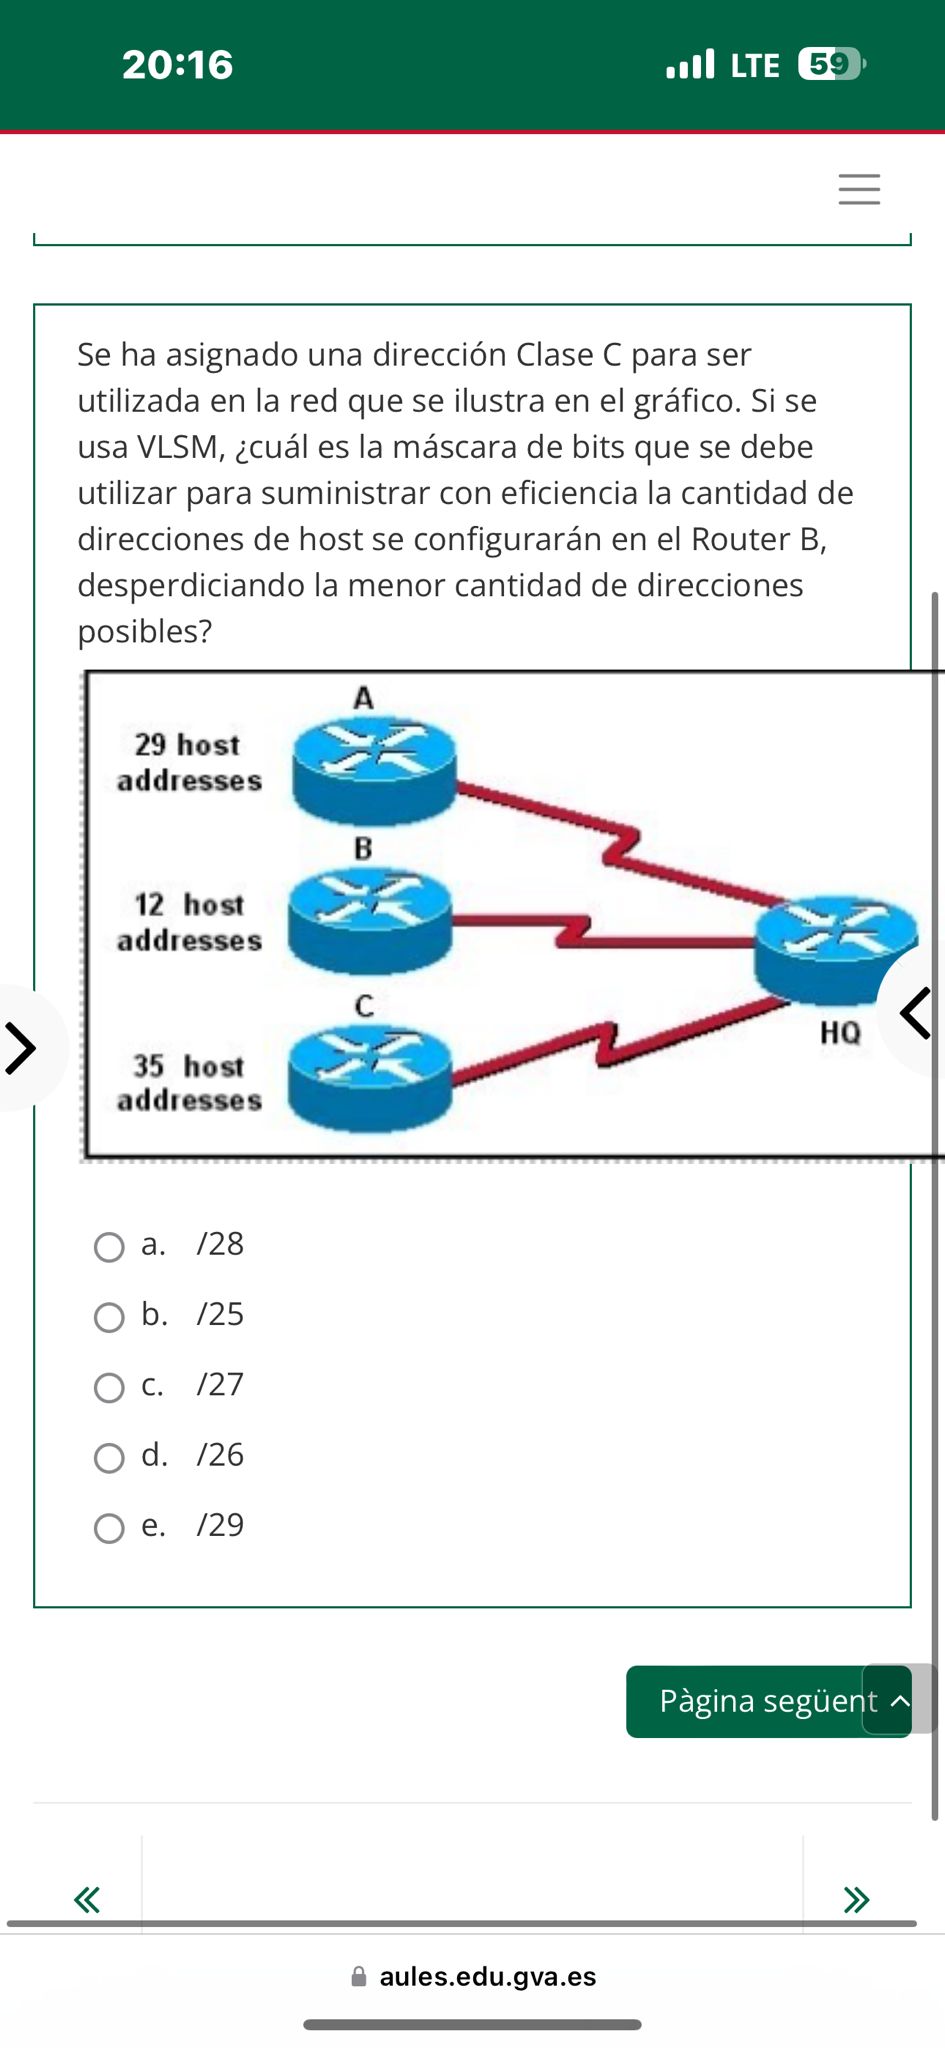 20:16
LTE 59
Se ha asignado una dirección Clase C para ser
utilizada en la red que se ilustra en el gráfico. Si se
usa VLSM, ¿cuál es la máscara de bits que se debe
utilizar para suministrar con eficiencia la cantidad de
direcciones de host se configurarán en el Router B,
desperdiciando la menor cantidad de direcciones
posibles?
A
29 host
addresses
B
12 host
addresses
C
35 host
addresses
HQ
a. /28
b. /25
c. /27
d. /26
e. /29
Pàgina següent
aules.edu.gva.es